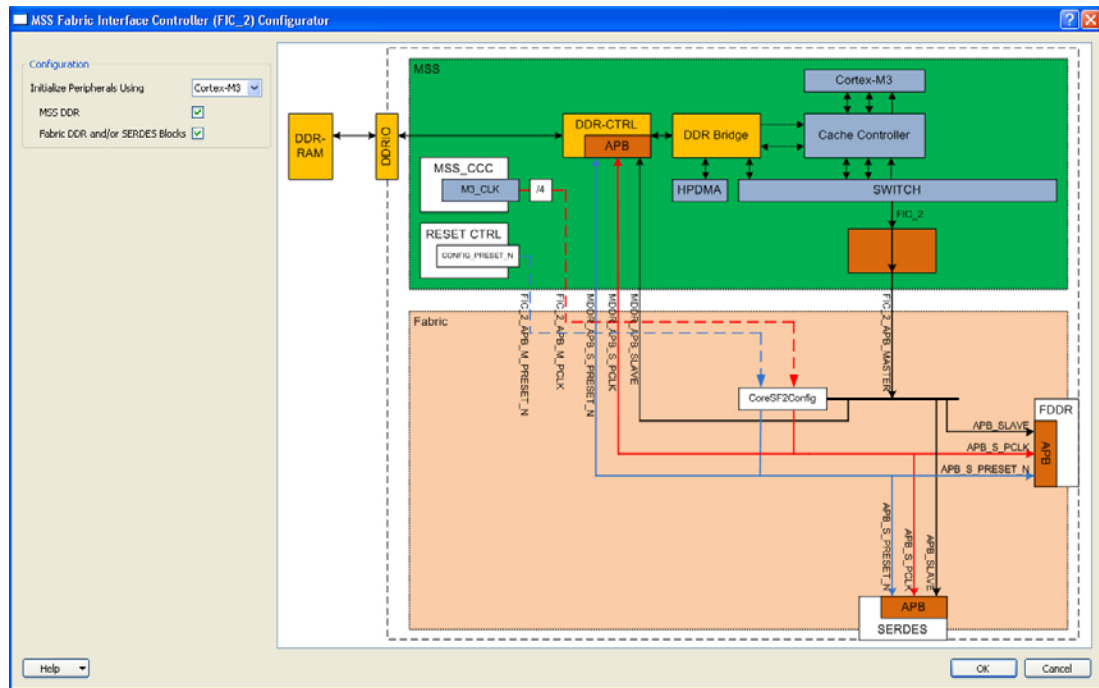 MSS Fabric Interface Controller (FIC_2) Configurator
Configuration
Initialize Peripherals Using
Cortex-M3
MSS DDR
Fabric DDR and/or SERDES Blocks
MSS
Cortex-M3
DDR-
RAM
DDRIO
DDR-CTRL
APB
DDR Bridge
Cache Controller
MSS_CCC
M3_CLK
/4
HPDMA
SWITCH
FIC_2
RESET CTRL
CONFIG_PRESET_N
FIC_2_APB_M_PRESET_N
FIC_2_APB_M_PCLK
MDDR_APB_S_PRESET_N
MDDR_APB_S_PCLK
MDDR_APB_SLAVE
FIC_2_APB_MASTER
Fabric
CoreSF2Config
FDDR
APB
APB_SLAVE
APB_S_PCLK
APB_S_PRESET_N
APB_S_PRESET_N
APB_S_PCLK
APB_SLAVE
APB
SERDES
Help
OK
Cancel